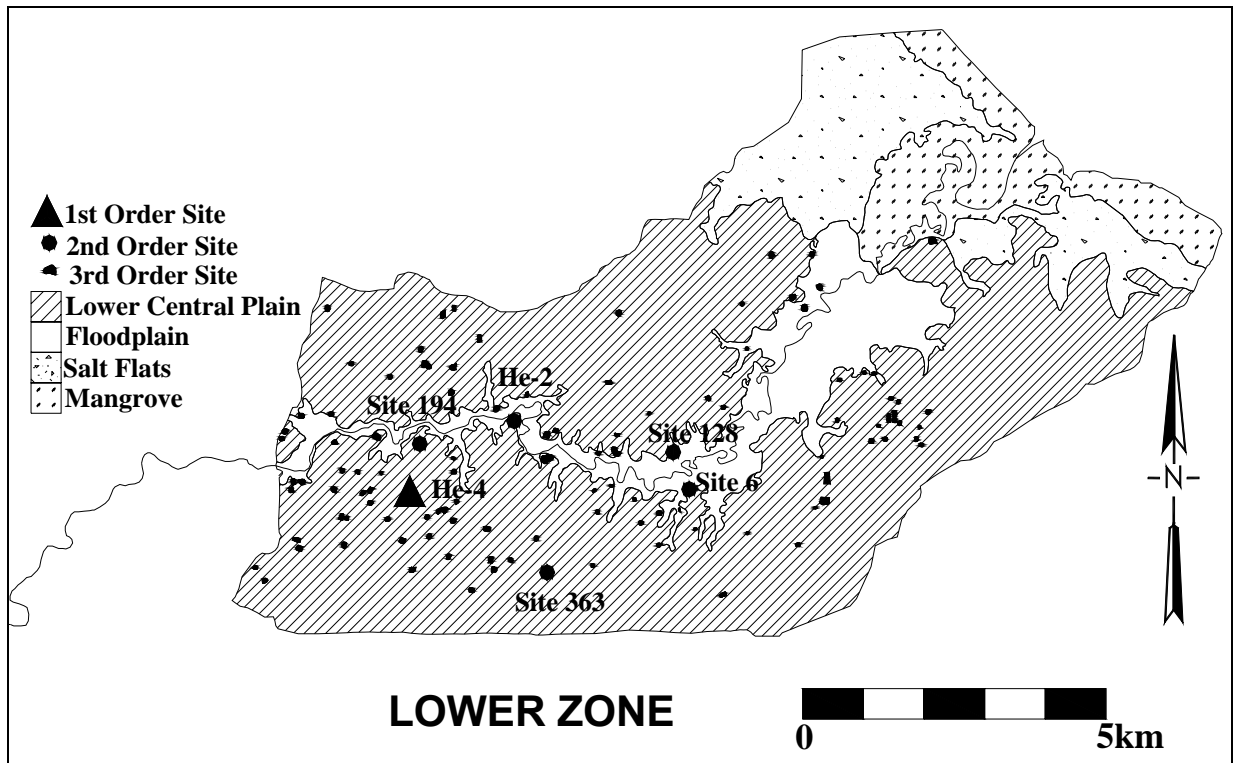 1st Order Site
2nd Order Site
3rd Order Site
Lower Central Plain
Floodplain
Salt Flats
Mangrove
He-2
Site 194
Site 128
He-4
Site 6
Site 363
N
LOWER ZONE
0
5km